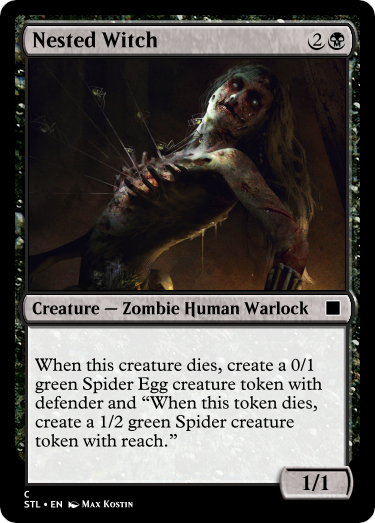 Nested Witch 2
Creature — Zombie Human Warlock
When this creature dies, create a 0/1
green Spider Egg creature token with
defender and “When this token dies,
create a 1/2 green Spider creature
token with reach.”
1/1
C
STL • EN Max Kostin